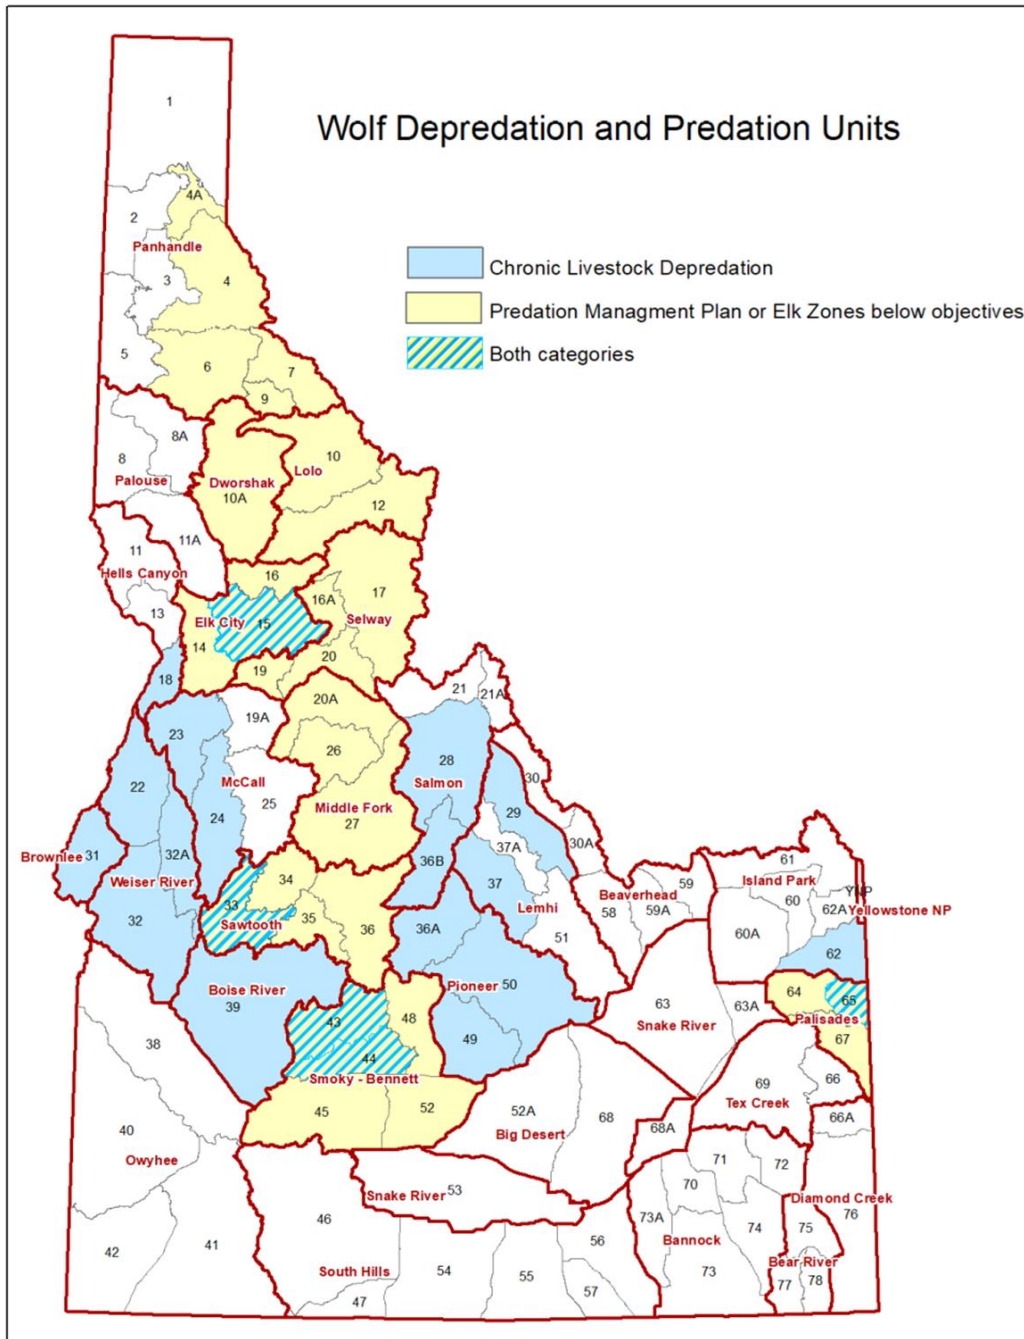 Wolf Depredation and Predation Units
Chronic Livestock Depredation
Predation Managment Plan or Elk Zones below objectives
Both categories
1
4A
2
Panhandle
3
4
5
6
7
9
8A
8
Palouse
10
Lolo
Dworshak
10A
12
11A
11
Hells Canyon
13
16
16A
17
Elk City
15
Selway
14
18
19
20
21
21A
20A
19A
23
26
28
30
McCall
Salmon
22
Middle Fork
27
25
24
29
30A
37A
Brownlee
31
32A
36B
Weiser River
34
37
33
Lemhi
32
Sawtooth
35
36
36A
51
61
Island Park
59
Beaverhead
58
59A
60
YNP
62A
Yellowstone NP
60A
62
Boise River
39
Pioneer
50
64
65
63
63A
Snake River
Palisades
67
43
48
49
44
38
Smoky - Bennett
69
66
Tex Creek
45
52
52A
68
66A
40
Big Desert
68A
Owyhee
71
72
Snake River
53
70
Diamond Creek
46
73A
74
75
76
42
41
56
Bannock
South Hills
54
55
73
Bear River
47
57
77
78